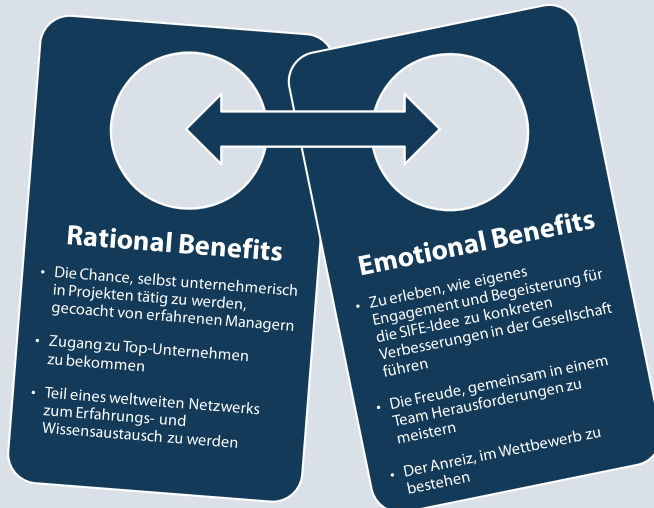 Rational Benefits
• Die Chance, selbst unternehmerisch
in Projekten tätig zu werden,
gecoacht von erfahrenen Managern
• Zugang zu Top-Unternehmen
zu bekommen
• Teil eines weltweiten Netzwerks
zum Erfahrungs- und
Wissensaustausch zu werden
Emotional Benefits
• Zu erleben, wie eigenes
Engagement und Begeisterung für
die SIFE-Idee zu konkreten
Verbesserungen in der Gesellschaft
führen
• Die Freude, gemeinsam in einem
Team Herausforderungen zu
meistern
• Der Anreiz, im Wettbewerb zu
bestehen